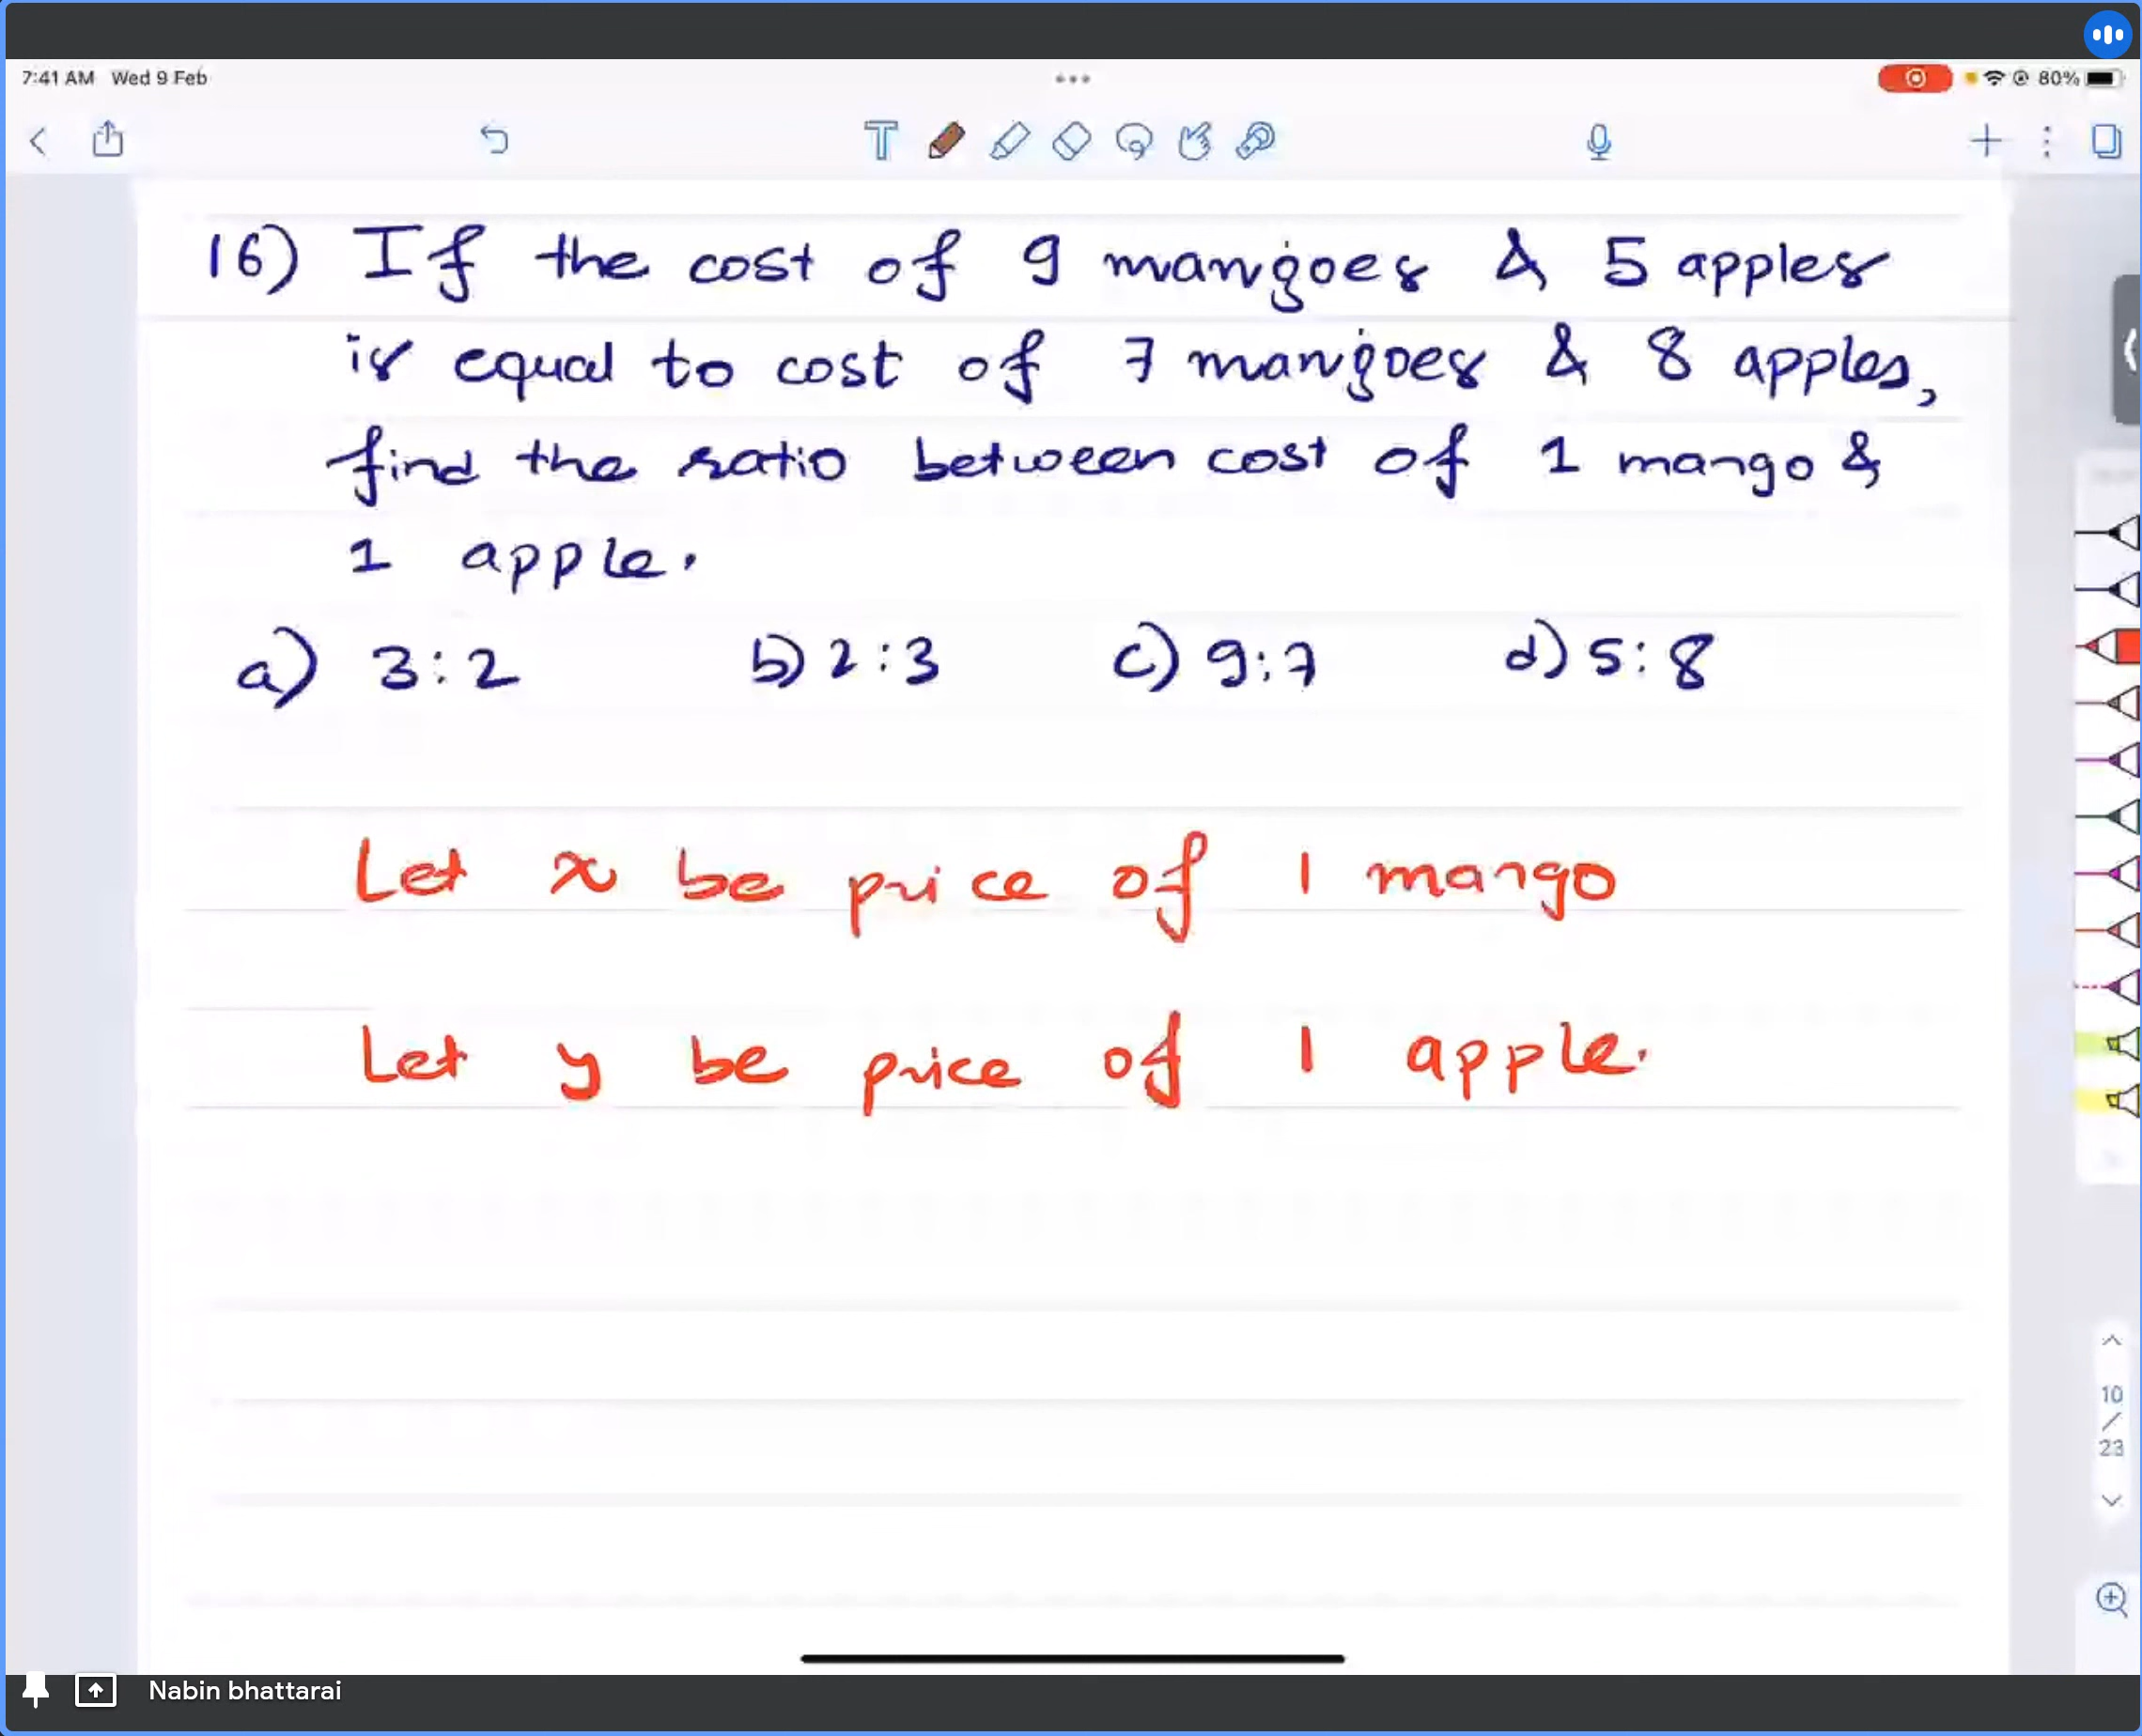 7:41 AM Wed 9 Feb
80%
T
16) If the cost of 9 mangoes & 5 apples
is equal to cost of 7 mangoes & 8 apples,
find the ratio between cost of 1 mango &
1 apple.
a) 3:2 b) 2:3 c) 9:7 d) 5:8
Let x be price of 1 mango
Let y be price of 1 apple.
10
/
23
Nabin bhattarai